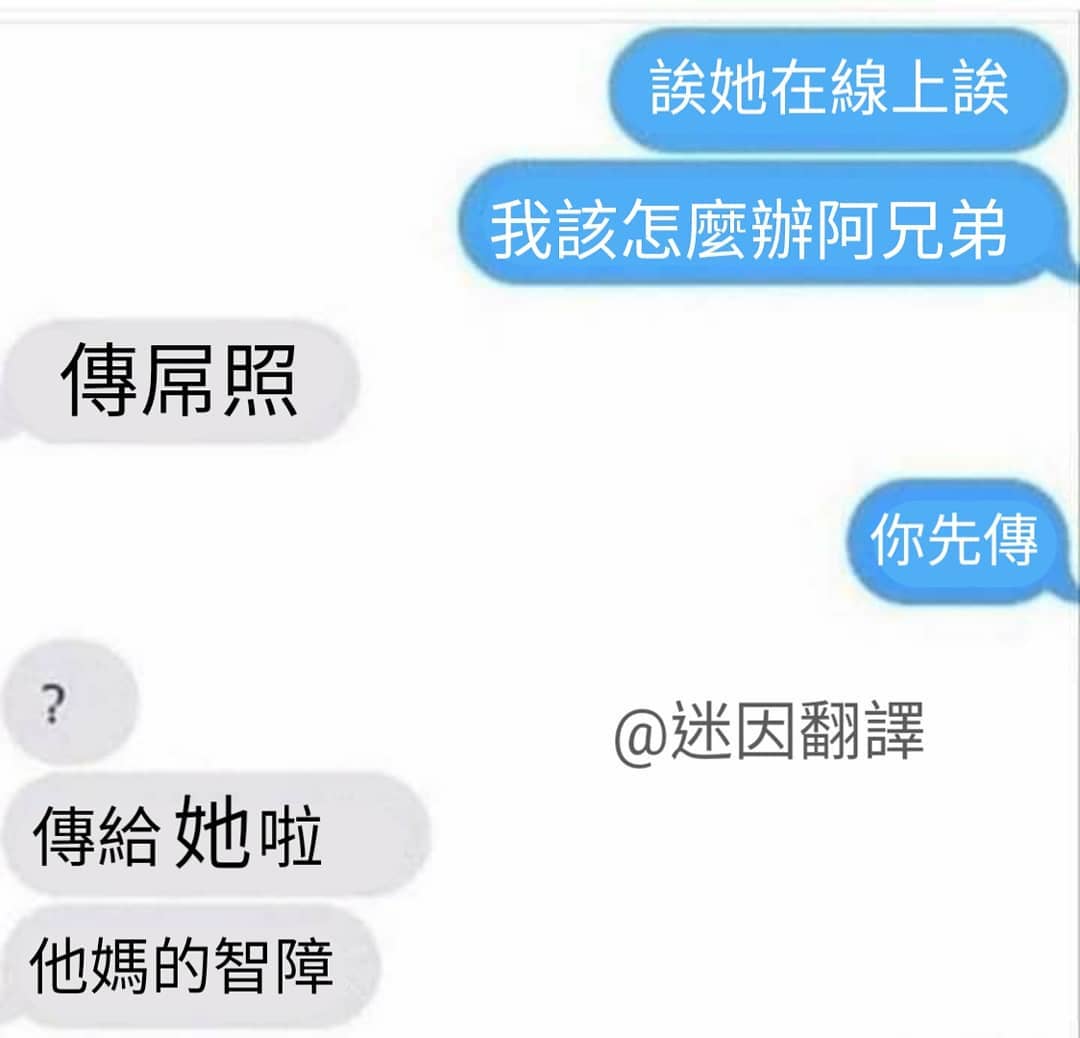 誒她在線上誒
我該怎麼辦阿兄弟
傳屌照
你先傳
?
@迷因翻譯
傳給她啦
他媽的智障